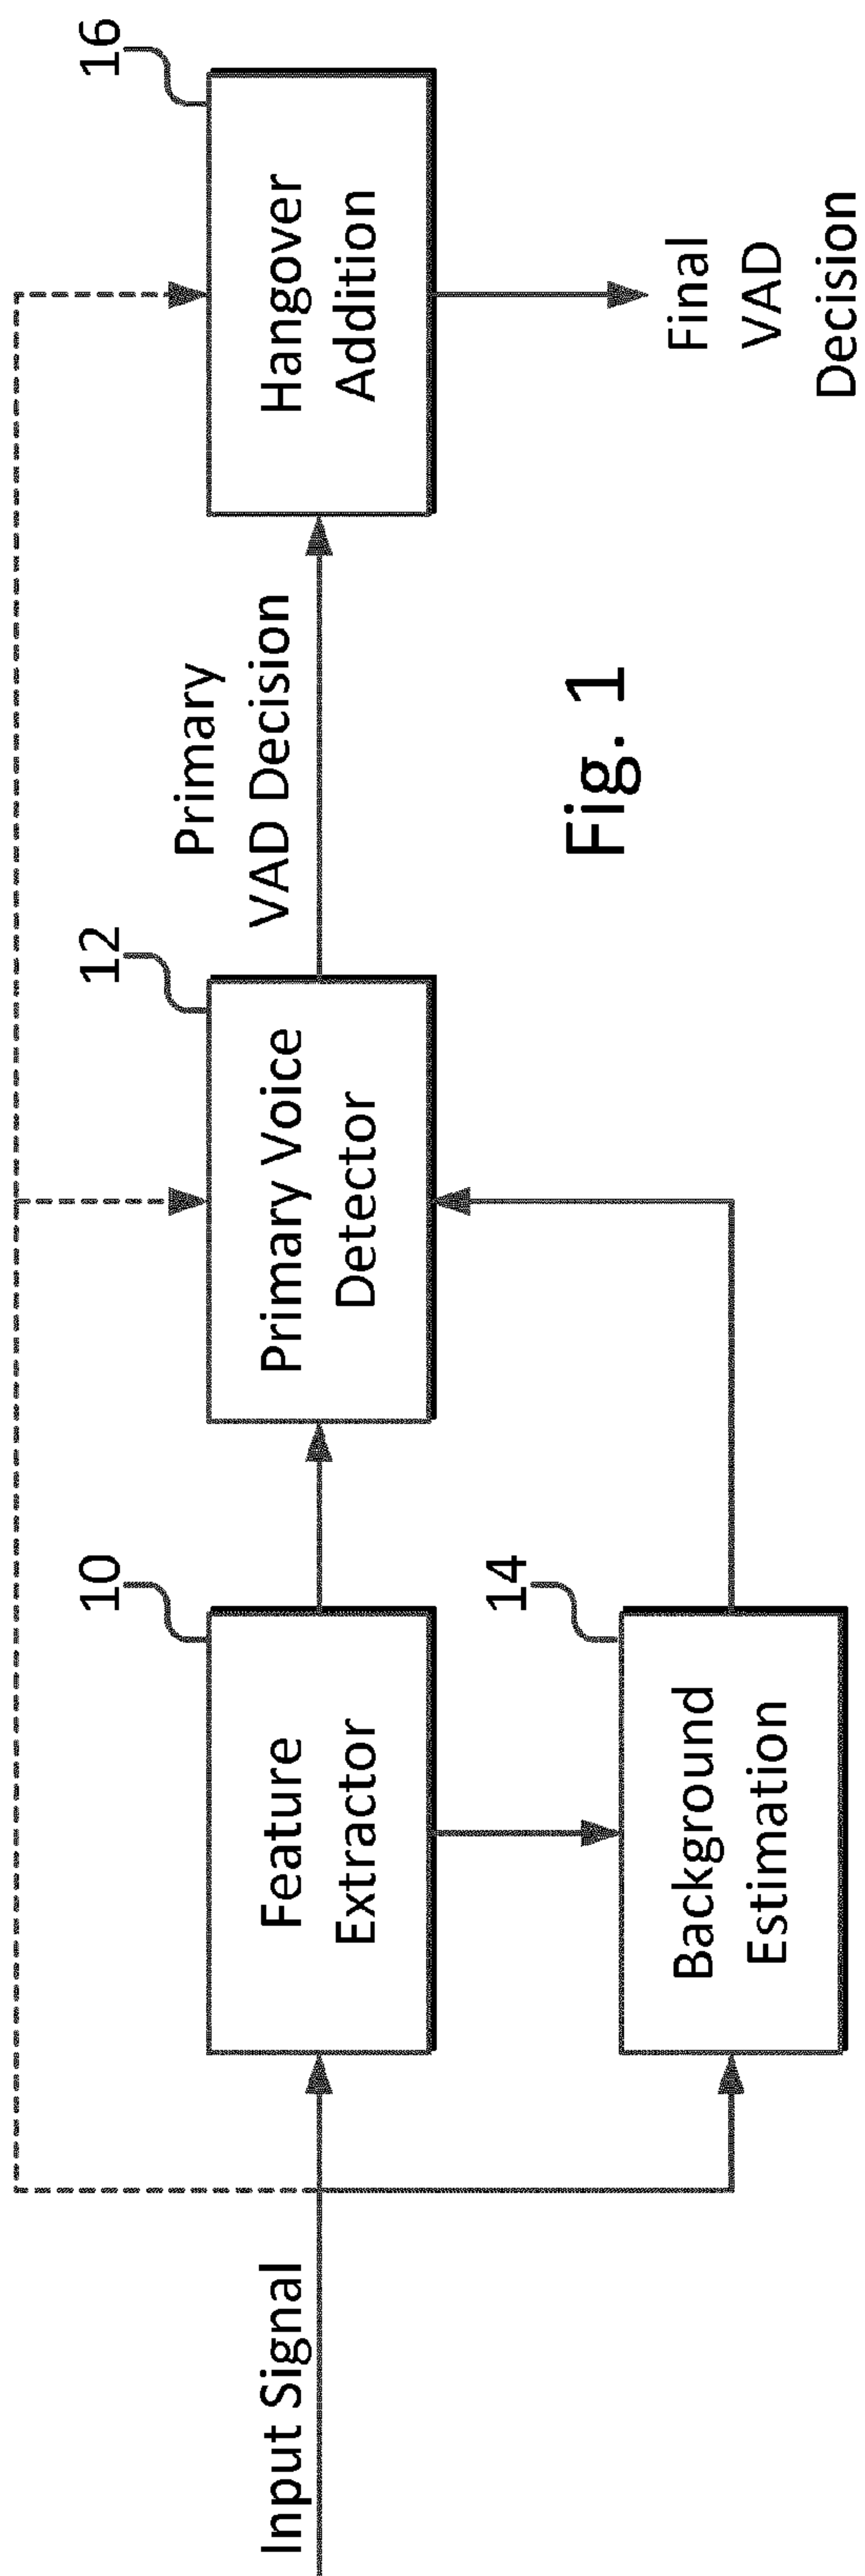 Input Signal
10
Feature
Extractor
14
Background
Estimation
12
Primary Voice
Detector
Primary
VAD Decision
16
Hangover
Addition
Final
VAD
Decision
Fig. 1